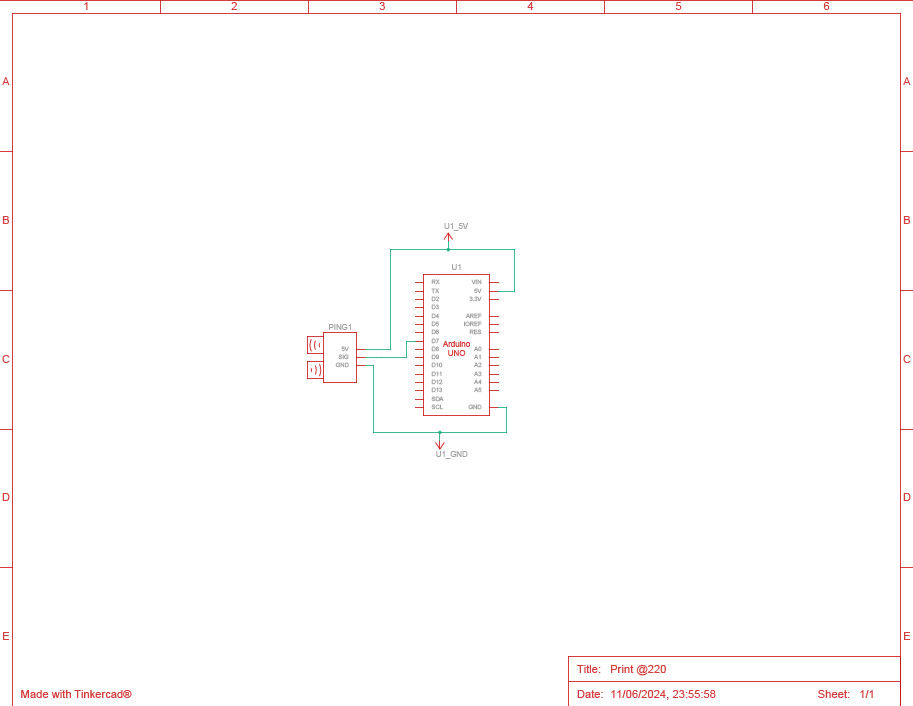 1 2 3 4 5 6
A A
B B
U1_5V
U1
RX VIN
TX 5V
D2 3.3V
D3
D4 AREF
D5 IOREF
D6 RES
PING1
D7
Arduino
UNO
5V
D8 A0
SIG
D9 A1
GND
D10 A2
D11 A3
D12 A4
D13 A5
SDA
SCL GND
C C
U1_GND
D D
E E
Title: Print @220
Made with Tinkercad®
Date: 11/06/2024, 23:55:58 Sheet: 1/1